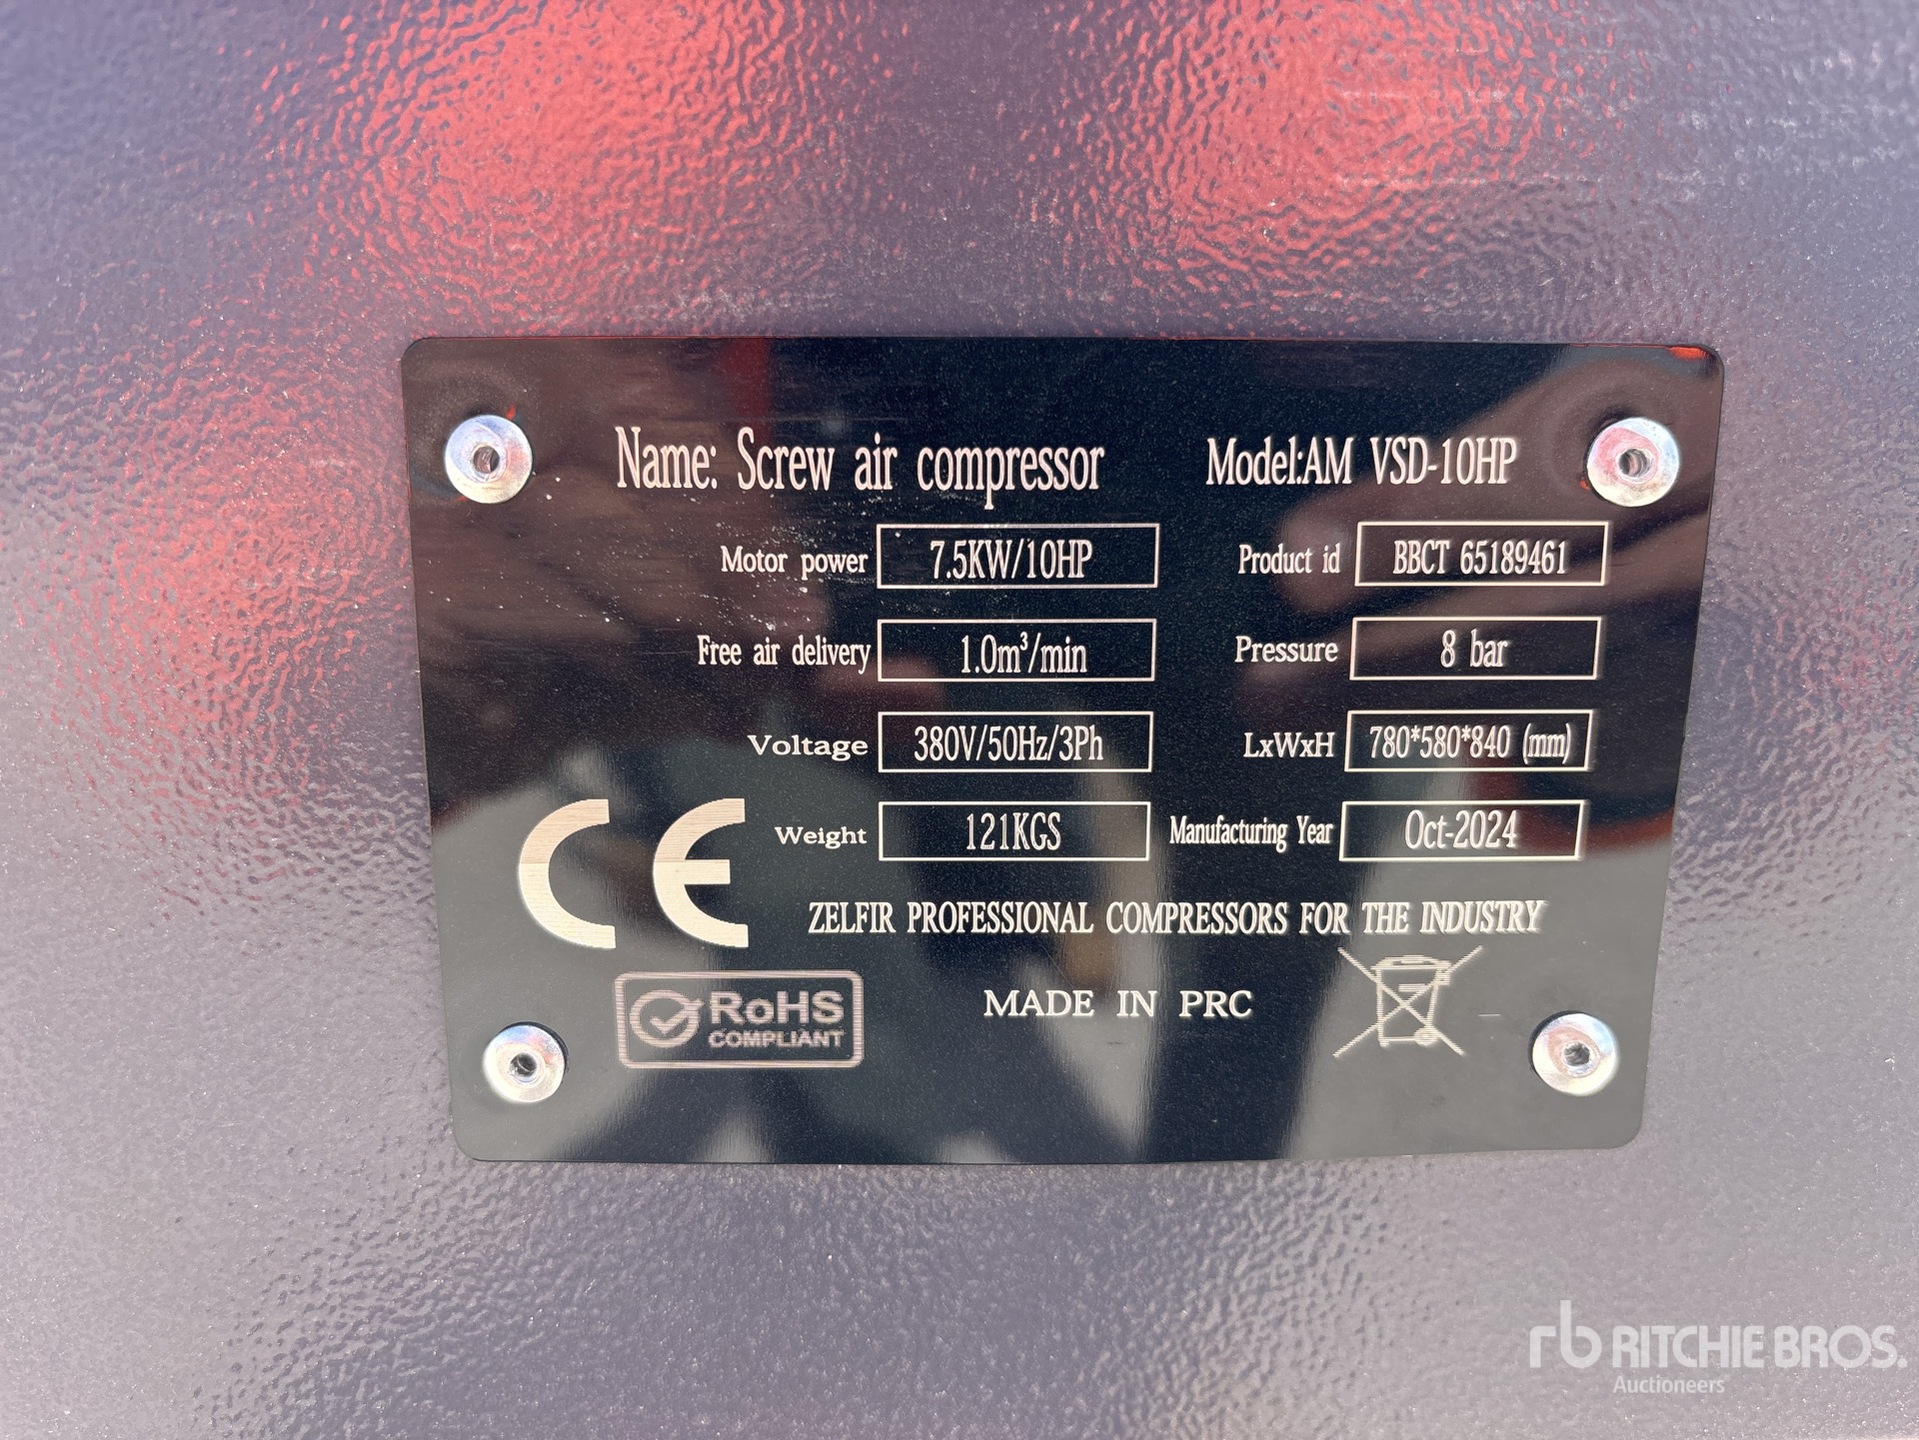 Name: Screw air compressor Model:AM VSD-10HP
Motor power 7.5KW/10HP Product id BBCT 65189461
Free air delivery 1.0m³/min Pressure 8 bar
Voltage 380V/50Hz/3Ph LxWxH 780*580*840 (mm)
Weight 121KGS Manufacturing Year Oct-2024
CE
ZELFIR PROFESSIONAL COMPRESSORS FOR THE INDUSTRY
RoHS
COMPLIANT
MADE IN PRC
rb RITCHIE BROS.
Auctioneers